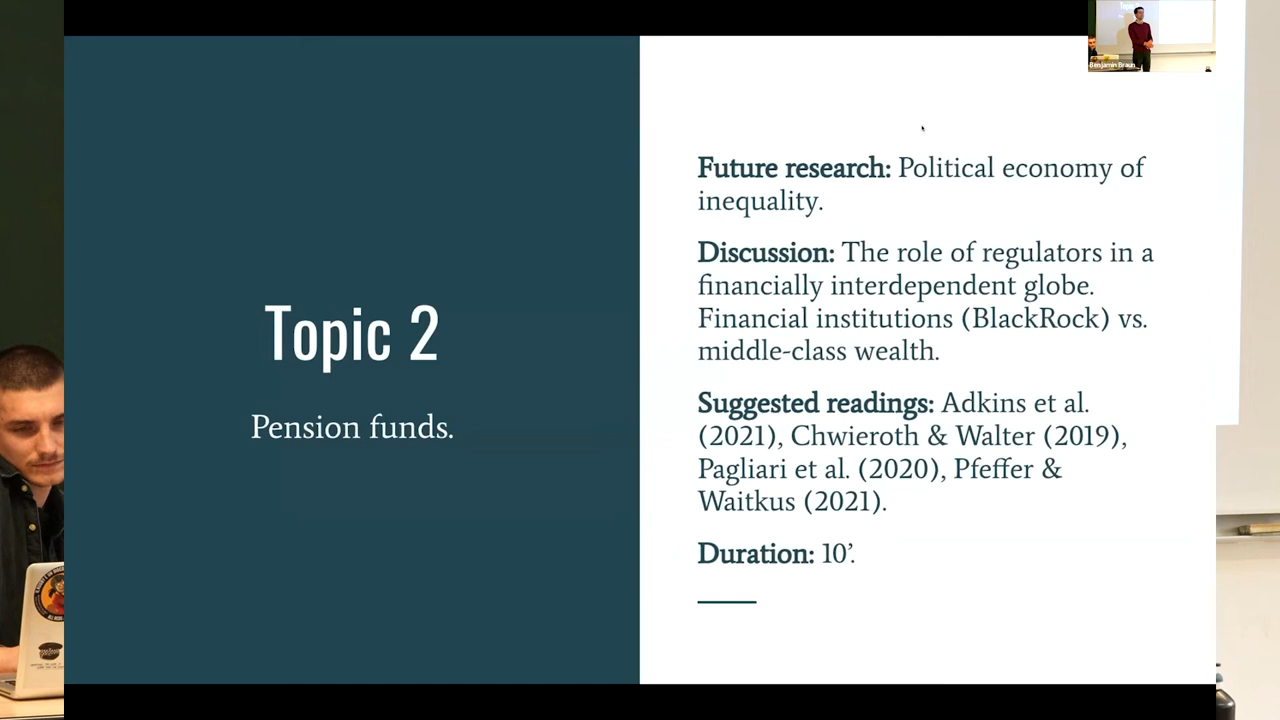 Topic 2
Pension funds.
Future research: Political economy of
inequality.
Discussion: The role of regulators in a
financially interdependent globe.
Financial institutions (BlackRock) vs.
middle-class wealth.
Suggested readings: Adkins et al.
(2021), Chwieroth & Walter (2019),
Pagliari et al. (2020), Pfeffer &
Waitkus (2021).
Duration: 10’.
Benjamin Braun